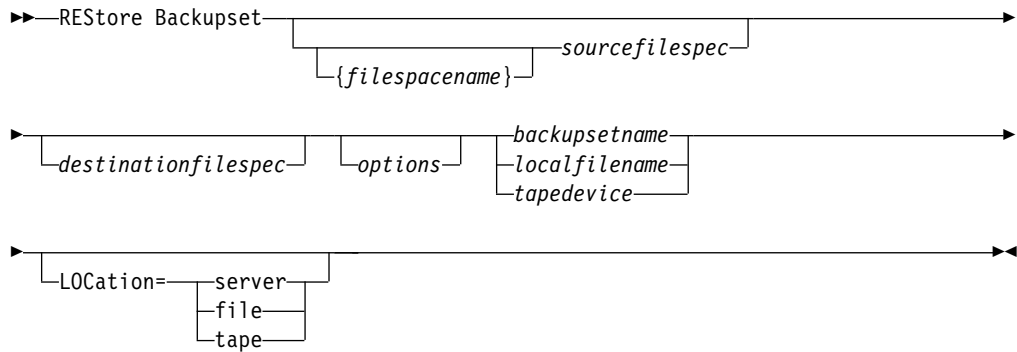 REStore Backupset
sourcefilespec
{filespacename}
backupsetname
destinationfilespec
options
localfilename
tapedevice
LOCation=
server
file
tape